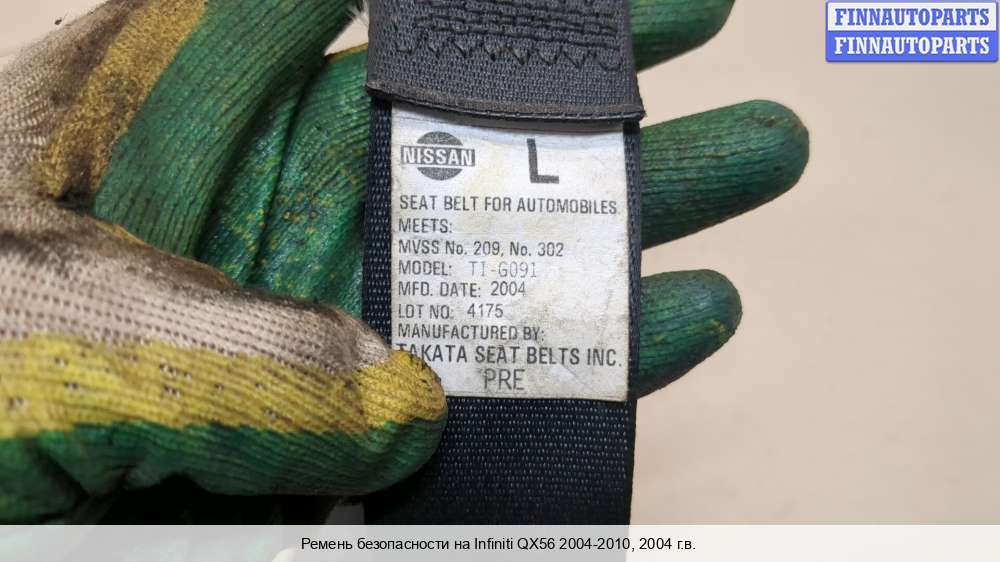 FINNAUTOPARTS
FINNAUTOPARTS
NISSAN
L
SEAT BELT FOR AUTOMOBILES
MEETS:
MVSS No. 209, No. 302
MODEL: TI-G091
MFD. DATE: 2004
LOT NO: 4175
MANUFACTURED BY:
TAKATA SEAT BELTS INC.
PRE
Ремень безопасности на Infiniti QX56 2004-2010, 2004 г.в.